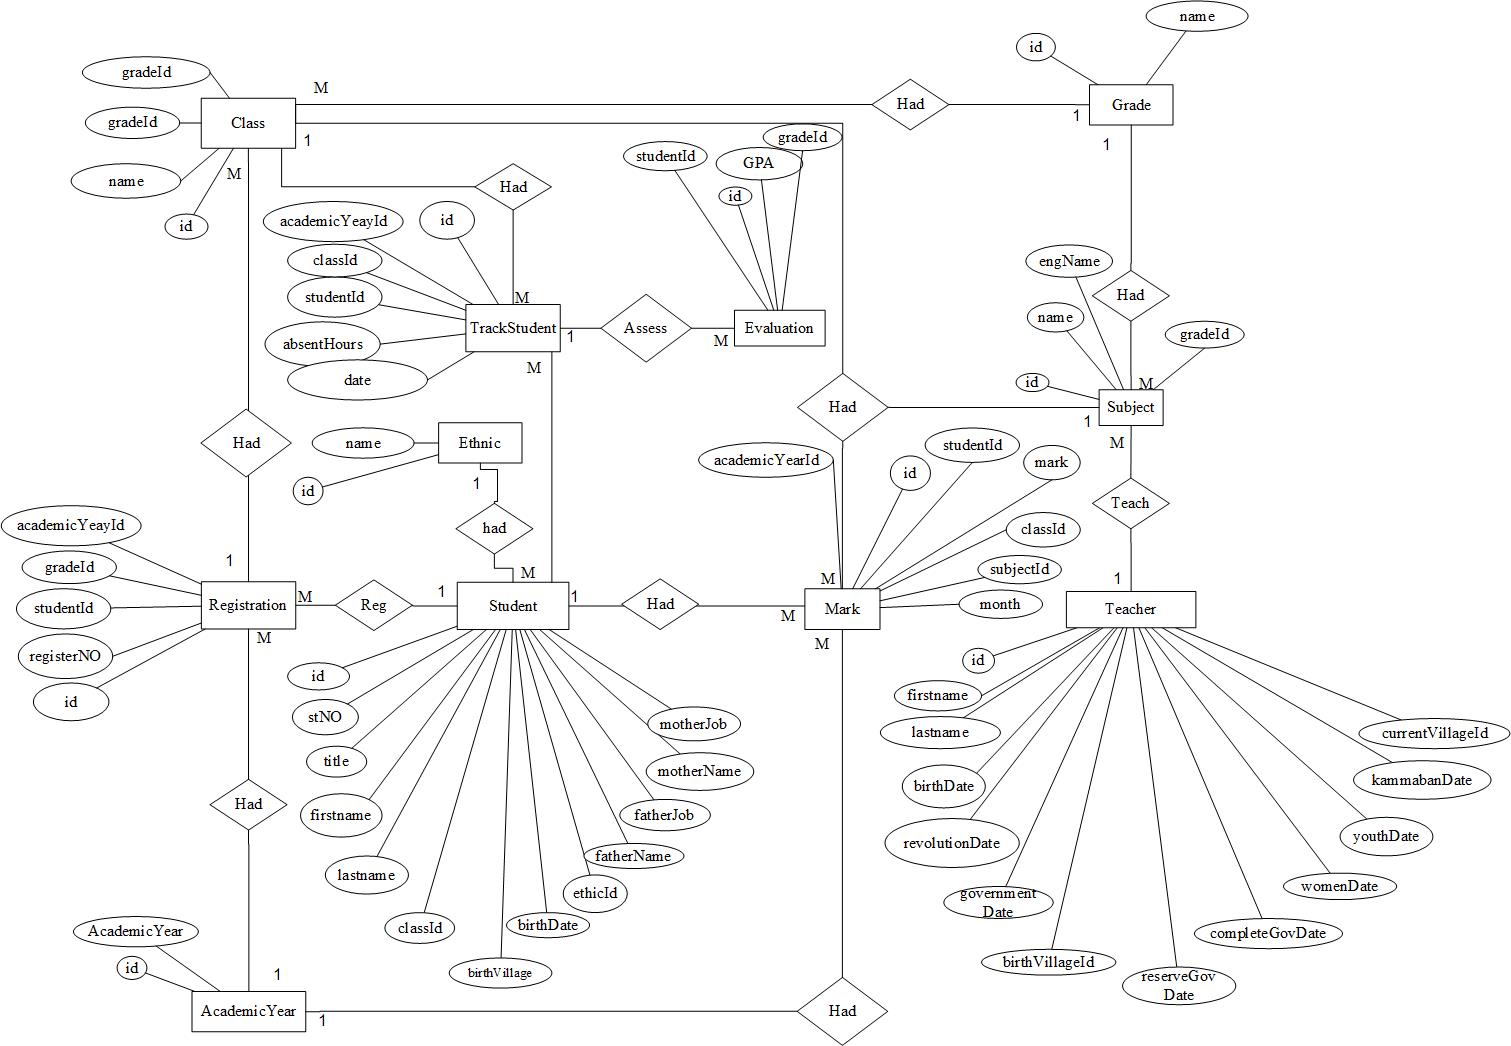 name
id
gradeId
M
Class
Had
Grade
1
gradeId
1
1
name
M
id
Had
studentId
GPA
gradeId
id
academicYeayId
id
classId
studentId
absentHours
date
M
TrackStudent
1
M
Assess
M
Evaluation
engName
Had
name
gradeId
id
M
Subject
1
M
Had
Had
name
Ethnic
id
1
had
M
academicYearId
id
studentId
mark
classId
subjectId
month
Teach
1
academicYeayId
gradeId
studentId
registerNO
id
1
Registration
M
M
Reg
1
Student
1
Had
M
M
Mark
M
Teacher
id
stNO
title
firstname
lastname
classId
birthVillage
birthDate
ethicId
fatherName
fatherJob
motherName
motherJob
id
firstname
lastname
birthDate
revolutionDate
government
Date
birthVillageId
reserveGov
Date
completeGovDate
womenDate
youthDate
kammabanDate
currentVillageId
Had
AcademicYear
id
1
AcademicYear
1
Had